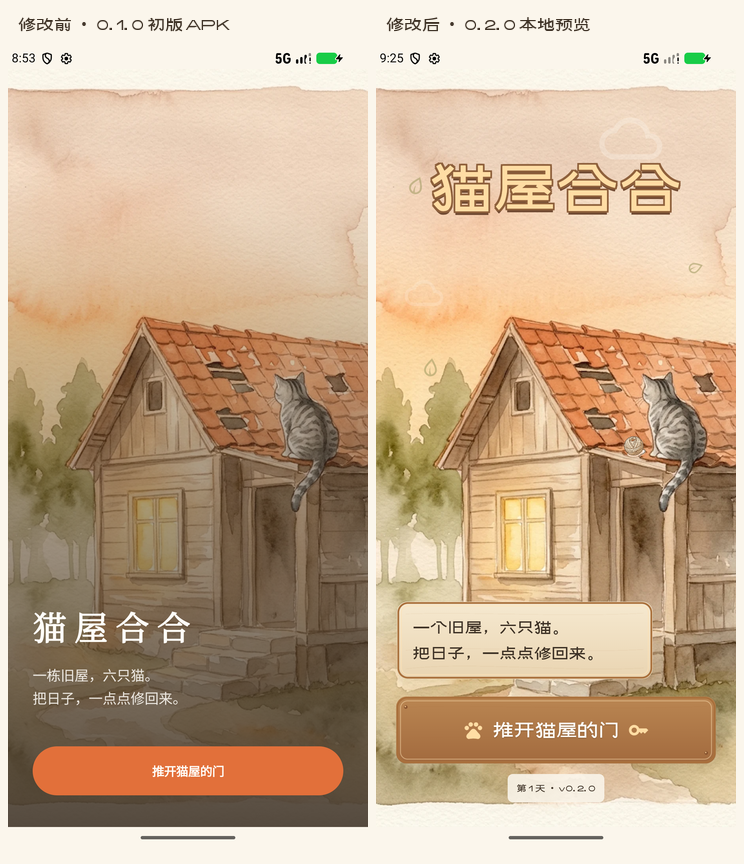 修改前 · 0.1.0 初版 APK
8:53
5G
猫屋合合
一栋旧屋，六只猫。
把日子，一点点修回来。
推开猫屋的门
修改后 · 0.2.0 本地预览
9:25
5G
猫屋合合
一个旧屋，六只猫。
把日子，一点点修回来。
推开猫屋的门
第1天 · v0.2.0